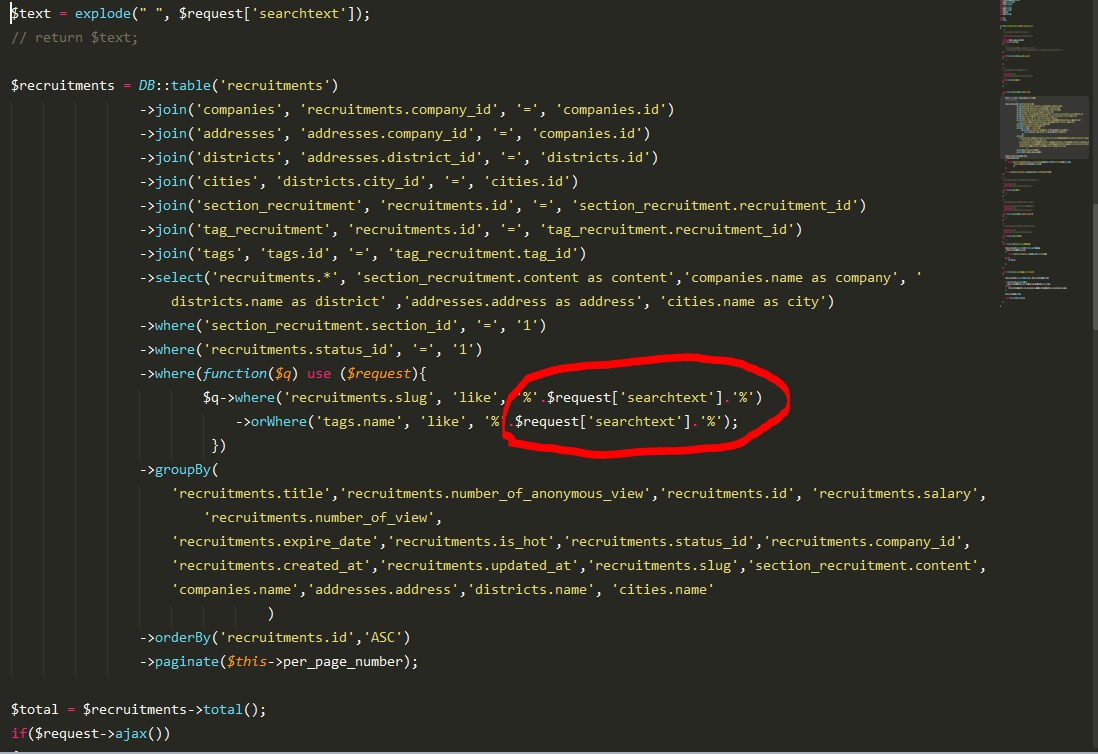 $text = explode(" ", $request['searchtext']);
// return $text;
$recruitments = DB::table('recruitments')
->join('companies', 'recruitments.company_id', '=', 'companies.id')
->join('addresses', 'addresses.company_id', '=', 'companies.id')
->join('districts', 'addresses.district_id', '=', 'districts.id')
->join('cities', 'districts.city_id', '=', 'cities.id')
->join('section_recruitment', 'recruitments.id', '=', 'section_recruitment.recruitment_id')
->join('tag_recruitment', 'recruitments.id', '=', 'tag_recruitment.recruitment_id')
->join('tags', 'tags.id', '=', 'tag_recruitment.tag_id')
->select('recruitments.*', 'section_recruitment.content as content','companies.name as company', '
districts.name as district' ,'addresses.address as address', 'cities.name as city')
->where('section_recruitment.section_id', '=', '1')
->where('recruitments.status_id', '=', '1')
->where(function($q) use ($request){
$q->where('recruitments.slug', 'like', '%'.$request['searchtext'].'%')
->orWhere('tags.name', 'like', '%'.$request['searchtext'].'%');
})
->groupBy(
'recruitments.title','recruitments.number_of_anonymous_view','recruitments.id', 'recruitments.salary',
'recruitments.number_of_view',
'recruitments.expire_date','recruitments.is_hot','recruitments.status_id','recruitments.company_id',
'recruitments.created_at','recruitments.updated_at','recruitments.slug','section_recruitment.content',
'companies.name','addresses.address','districts.name', 'cities.name'
)
->orderBy('recruitments.id','ASC')
->paginate($this->per_page_number);
$total = $recruitments->total();
if($request->ajax())